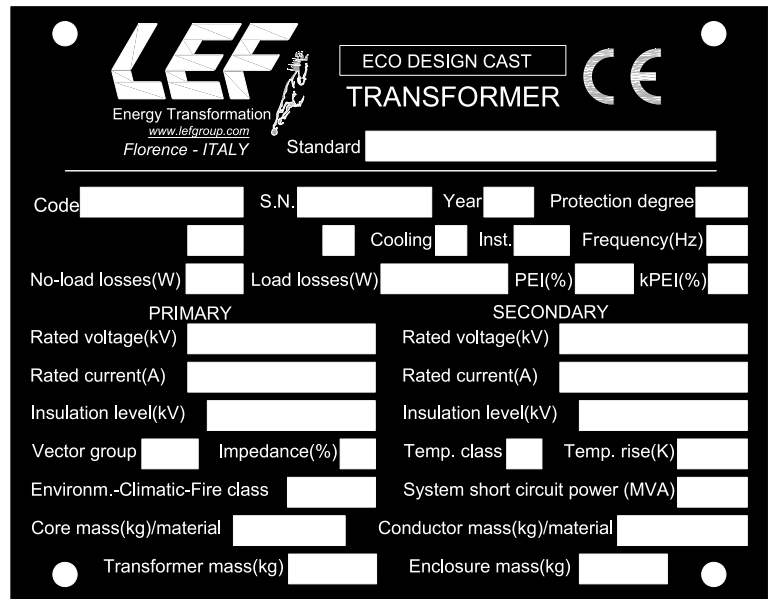 LEF
Energy Transformation
www.lefgroup.com
Florence - ITALY
ECO DESIGN CAST
TRANSFORMER
CE
Standard
Code S.N. Year Protection degree
Cooling Inst. Frequency(Hz)
No-load losses(W) Load losses(W) PEI(%) kPEI(%)
PRIMARY SECONDARY
Rated voltage(kV) Rated voltage(kV)
Rated current(A) Rated current(A)
Insulation level(kV) Insulation level(kV)
Vector group Impedance(%) Temp. class Temp. rise(K)
Environm.-Climatic-Fire class System short circuit power (MVA)
Core mass(kg)/material Conductor mass(kg)/material
Transformer mass(kg) Enclosure mass(kg)